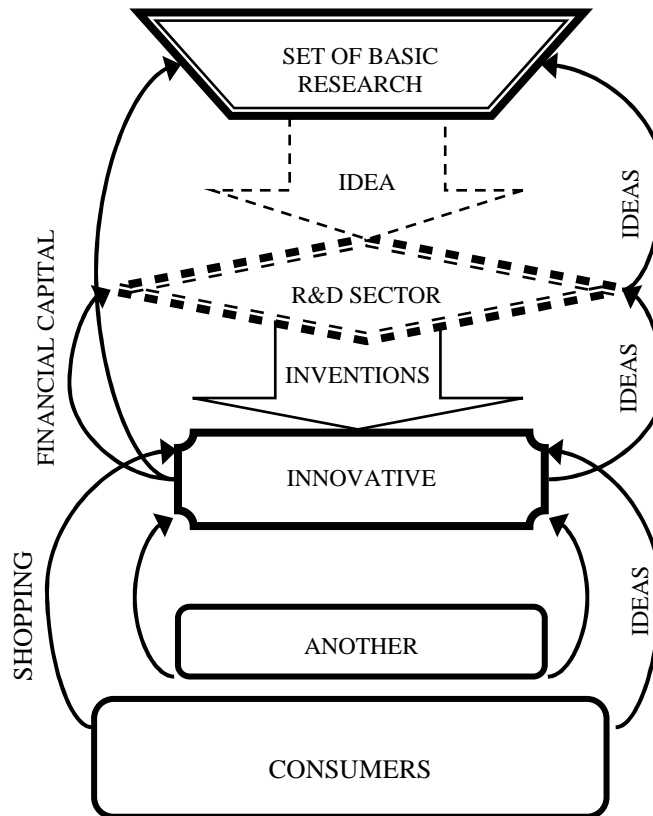 SET OF BASIC
RESEARCH
IDEA
IDEAS
FINANCIAL CAPITAL
R&D SECTOR
IDEAS
INVENTIONS
INNOVATIVE
SHOPPING
IDEAS
ANOTHER
CONSUMERS